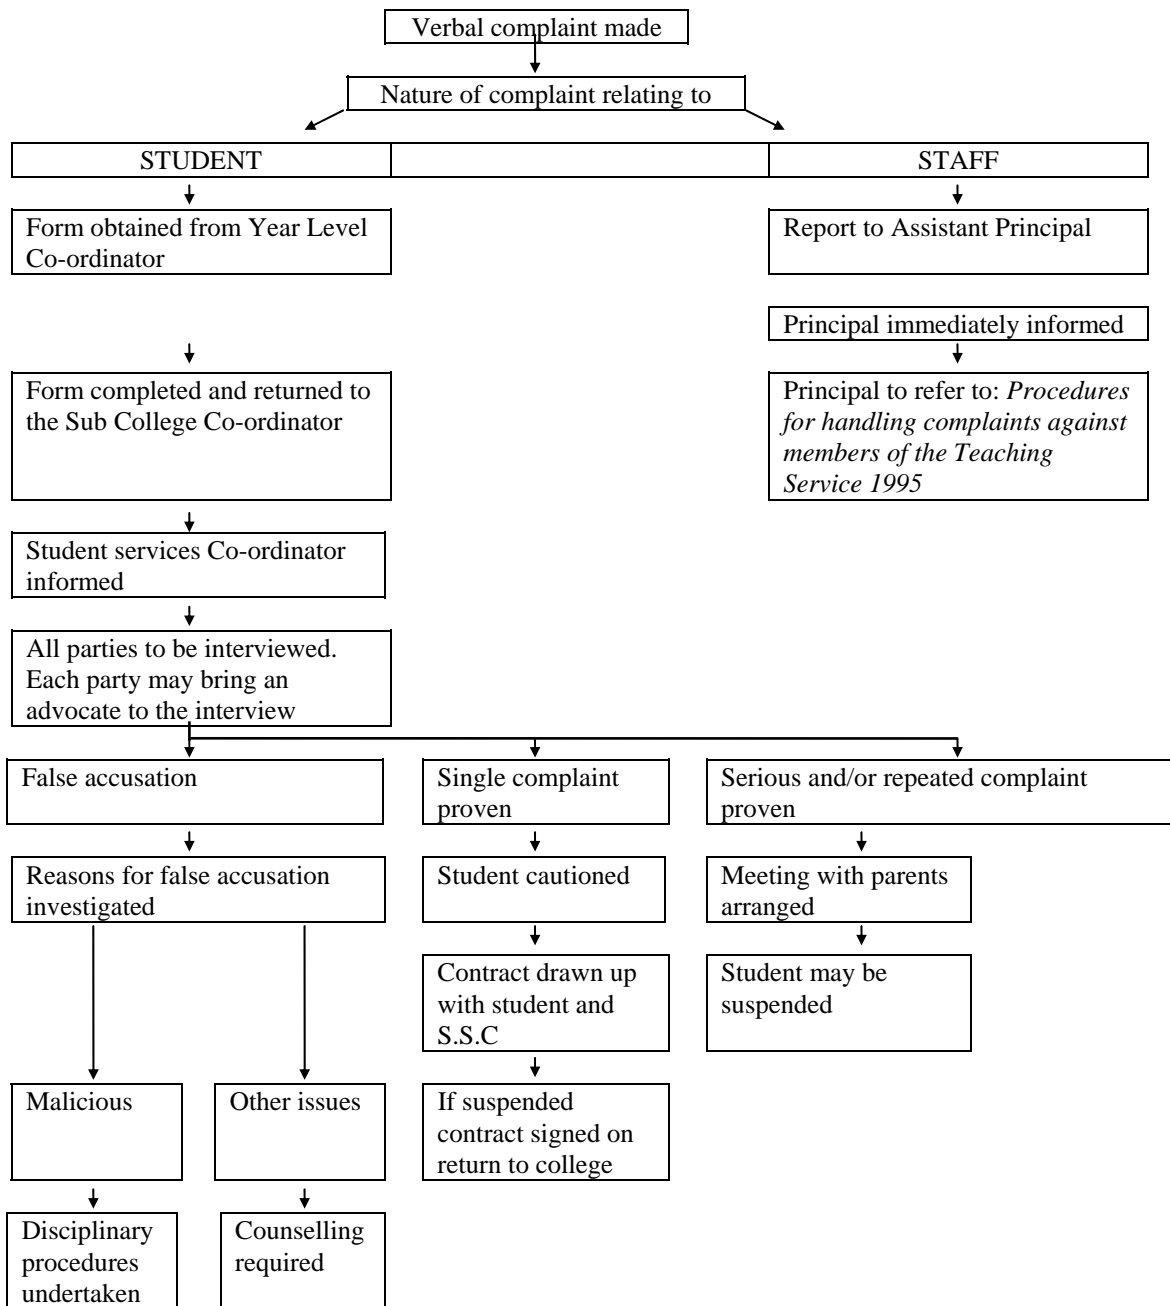 Verbal complaint made
Nature of complaint relating to
STUDENT
STAFF
Form obtained from Year Level
Co-ordinator
Report to Assistant Principal
Principal immediately informed
Form completed and returned to
the Sub College Co-ordinator
Principal to refer to: Procedures
for handling complaints against
members of the Teaching
Service 1995
Student services Co-ordinator
informed
All parties to be interviewed.
Each party may bring an
advocate to the interview
False accusation
Single complaint
proven
Serious and/or repeated complaint
proven
Reasons for false accusation
investigated
Student cautioned
Meeting with parents
arranged
Contract drawn up
with student and
S.S.C
Student may be
suspended
Malicious
Other issues
If suspended
contract signed on
return to college
Disciplinary
procedures
undertaken
Counselling
required